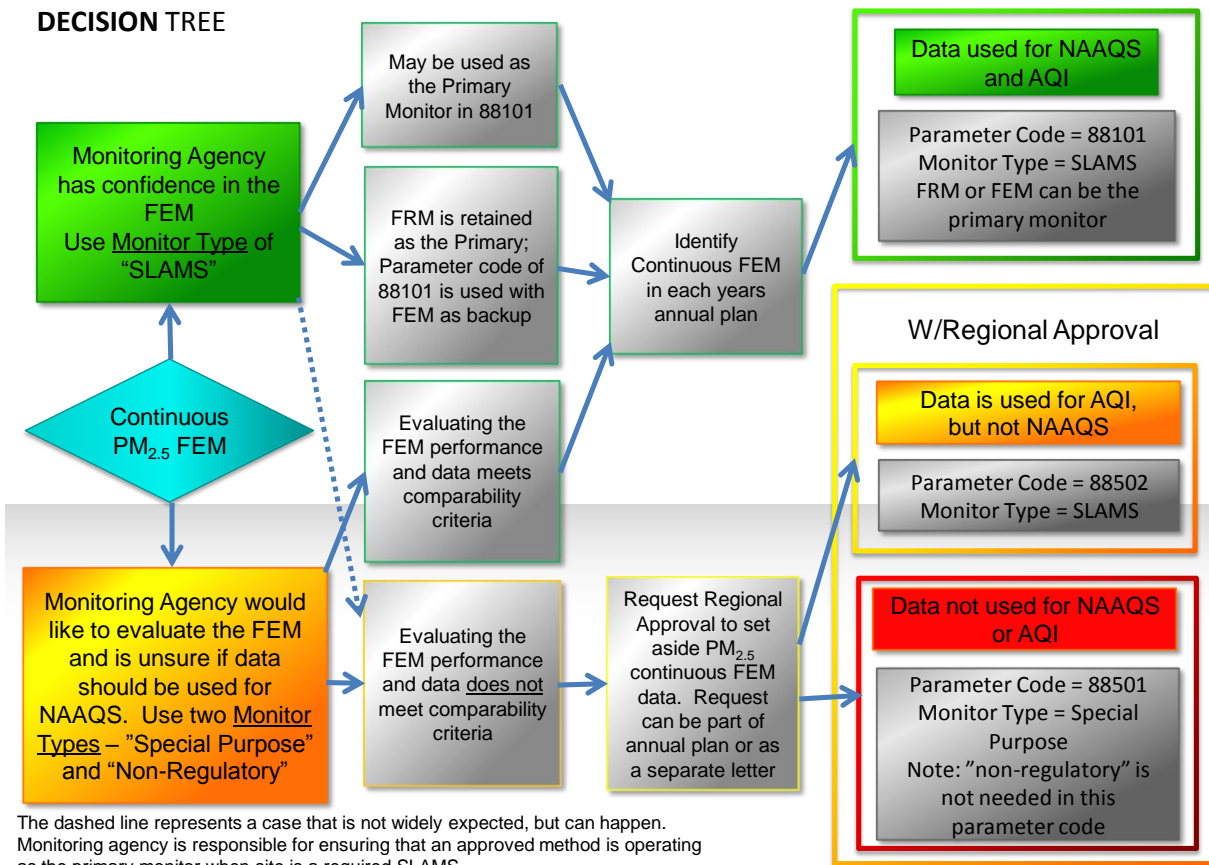 DECISION TREE
Monitoring Agency
has confidence in the
FEM
Use Monitor Type of
“SLAMS”
Continuous
PM2.5 FEM
Monitoring Agency would
like to evaluate the FEM
and is unsure if data
should be used for
NAAQS. Use two Monitor
Types – ”Special Purpose”
and “Non-Regulatory”
May be used as
the Primary
Monitor in 88101
FRM is retained
as the Primary;
Parameter code of
88101 is used with
FEM as backup
Evaluating the
FEM performance
and data meets
comparability
criteria
Evaluating the
FEM performance
and data does not
meet comparability
criteria
Identify
Continuous FEM
in each years
annual plan
Request Regional
Approval to set
aside PM2.5
continuous FEM
data. Request
can be part of
annual plan or as
a separate letter
Data used for NAAQS
and AQI
Parameter Code = 88101
Monitor Type = SLAMS
FRM or FEM can be the
primary monitor
W/Regional Approval
Data is used for AQI,
but not NAAQS
Parameter Code = 88502
Monitor Type = SLAMS
Data not used for NAAQS
or AQI
Parameter Code = 88501
Monitor Type = Special
Purpose
Note: ”non-regulatory” is
not needed in this
parameter code
The dashed line represents a case that is not widely expected, but can happen.
Monitoring agency is responsible for ensuring that an approved method is operating
as the primary monitor when site is a required SLAMS